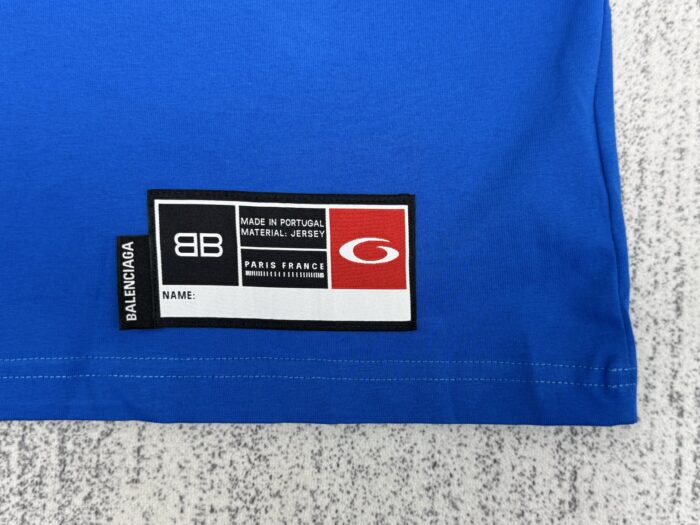 BALENCIAGA
BB
MADE IN PORTUGAL
MATERIAL: JERSEY
PARIS FRANCE
NAME: